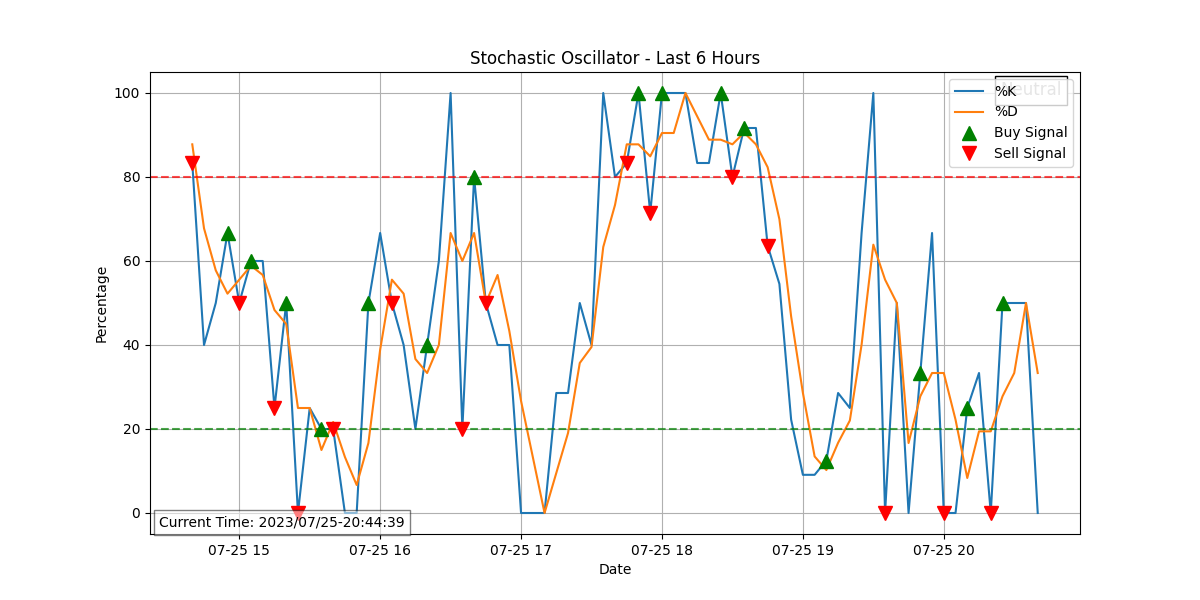 Stochastic Oscillator - Last 6 Hours
Neutral
%K
%D
Buy Signal
Sell Signal
100
80
60
40
20
0
Percentage
Current Time: 2023/07/25-20:44:39
07-25 15
07-25 16
07-25 17
07-25 18
07-25 19
07-25 20
Date